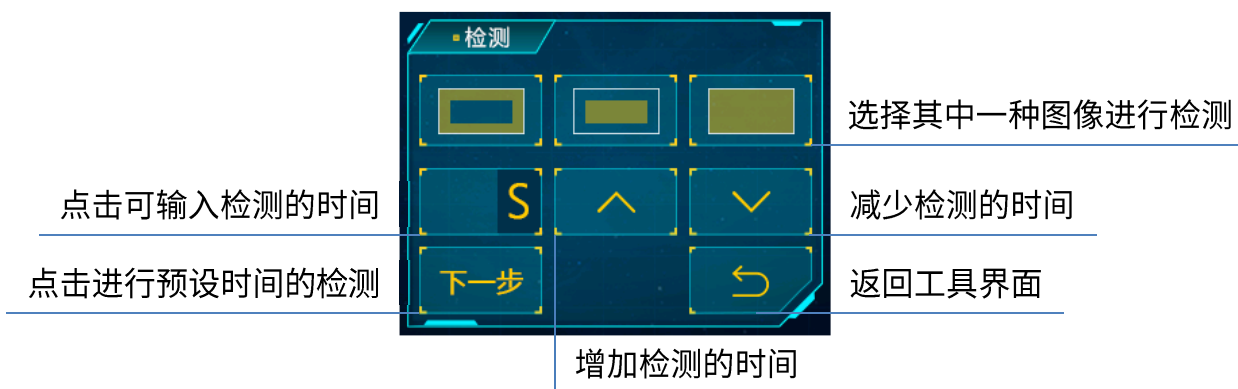 检测
选择其中一种图像进行检测
点击可输入检测的时间
S
减少检测的时间
点击进行预设时间的检测
下一步
返回工具界面
增加检测的时间